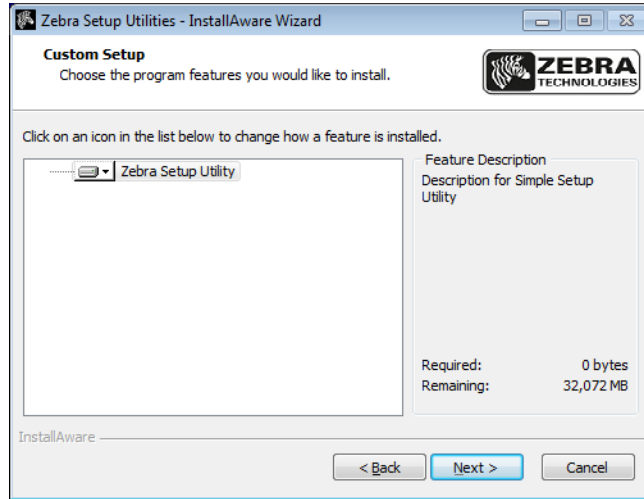 Zebra Setup Utilities - InstallAware Wizard
Custom Setup
Choose the program features you would like to install.
ZEBRA
TECHNOLOGIES
Click on an icon in the list below to change how a feature is installed.
Zebra Setup Utility
Feature Description
Description for Simple Setup
Utility
Required: 0 bytes
Remaining: 32,072 MB
InstallAware
< Back Next > Cancel